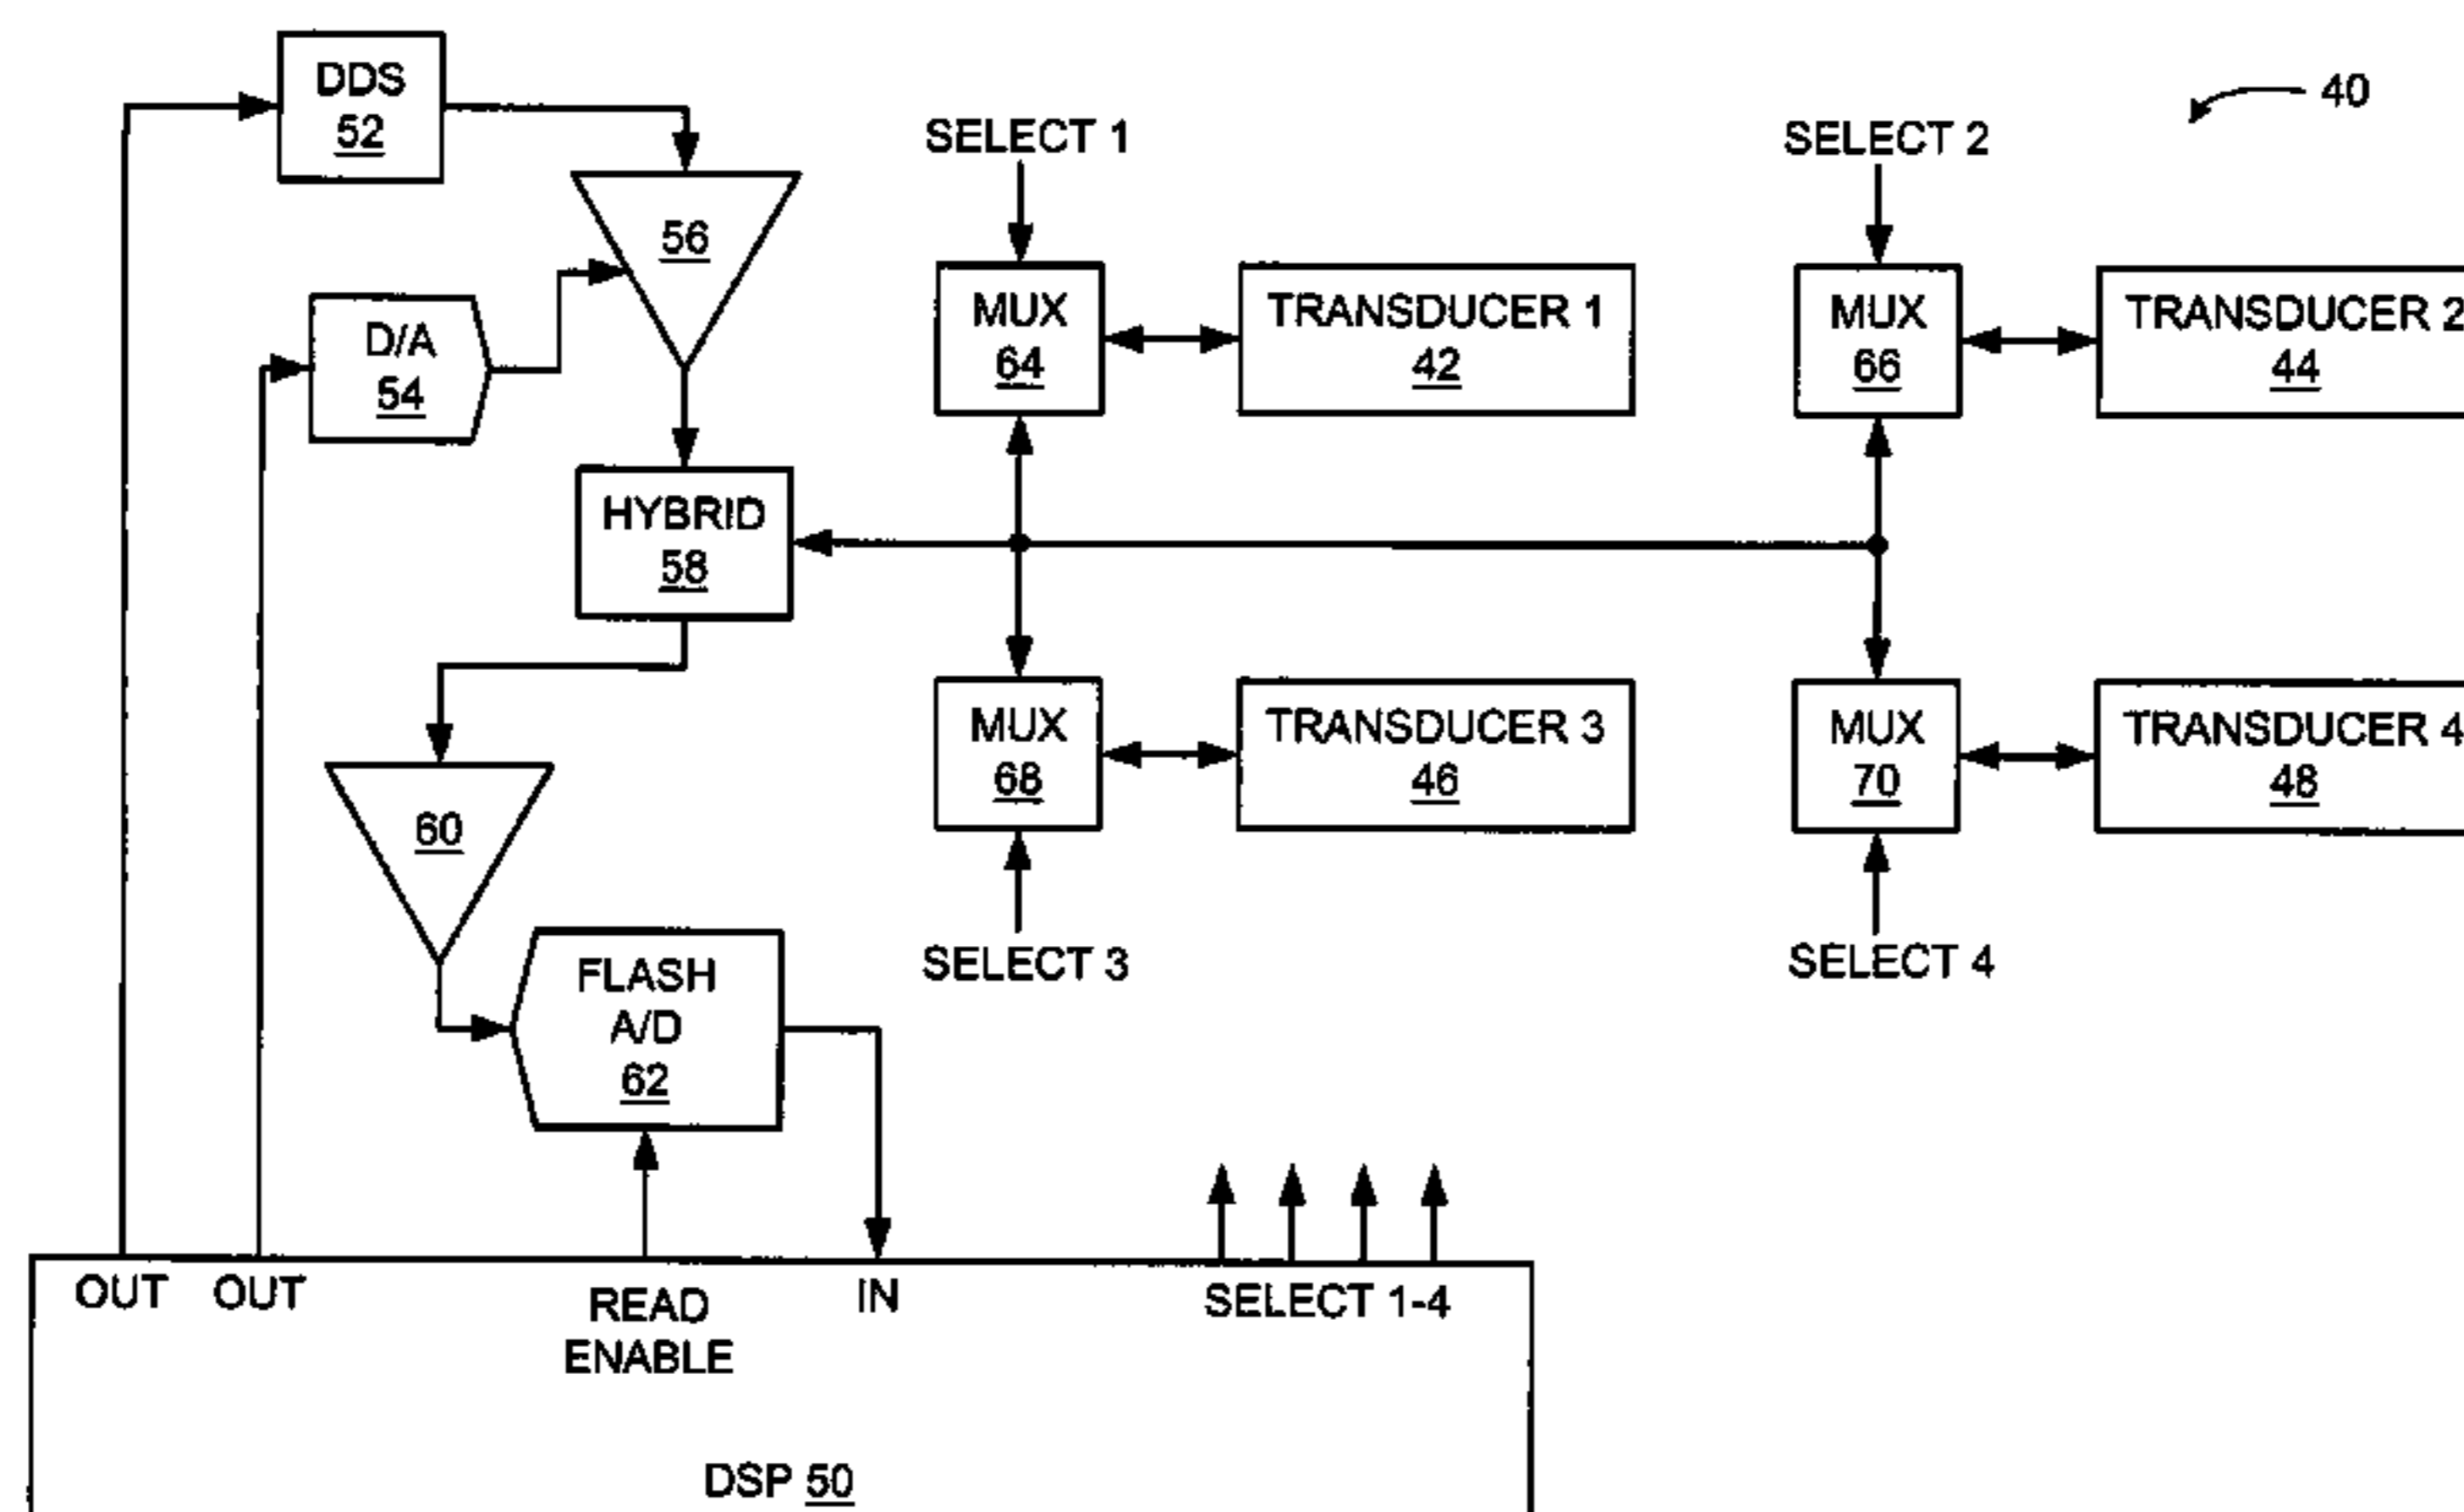 DDS
52
40
SELECT 1
SELECT 2
56
D/A
54
MUX
64
TRANSDUCER 1
42
MUX
66
TRANSDUCER 2
44
HYBRID
58
MUX
68
TRANSDUCER 3
46
MUX
70
TRANSDUCER 4
48
60
SELECT 3
SELECT 4
FLASH
A/D
62
OUT
OUT
READ
ENABLE
IN
SELECT 1-4
DSP 50